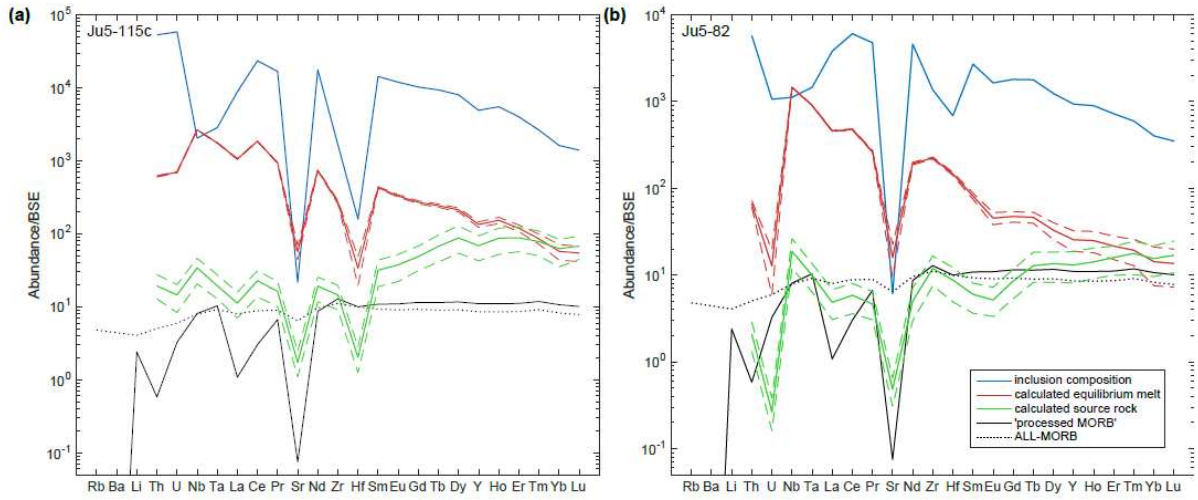 (a)
Ju5-115c
10^5
10^4
10^3
10^2
10^1
10^0
10^-1
Abundance/BSE
Rb Ba Li Th U Nb Ta La Ce Pr Sr Nd Zr Hf Sm Eu Gd Tb Dy Y Ho Er Tm Yb Lu
(b)
Ju5-82
10^4
10^3
10^2
10^1
10^0
10^-1
Abundance/BSE
inclusion composition
calculated equilibrium melt
calculated source rock
'processed MORB'
ALL-MORB
Rb Ba Li Th U Nb Ta La Ce Pr Sr Nd Zr Hf Sm Eu Gd Tb Dy Y Ho Er Tm Yb Lu